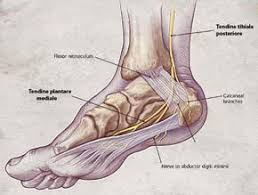 Tendine tibiale
posteriore
Flexor retinaculum
Tendine plantare
mediale
Calcaneal
branches
Nerve to abductor digiti minimi